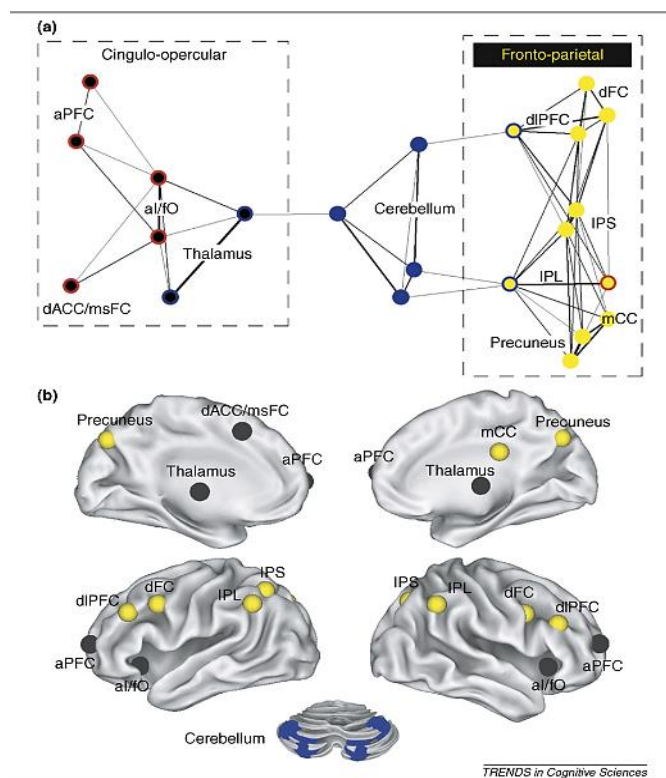 (a)
Cingulo-opercular
Fronto-parietal
aPFC
dFC
dlPFC
aI/fO
Cerebellum
IPS
Thalamus
IPL
dACC/msFC
mCC
Precuneus
(b)
dACC/msFC
Precuneus
mCC
Precuneus
aPFC
aPFC
Thalamus
Thalamus
IPS
dFC
IPL
dlPFC
IPS
IPL
dFC
dlPFC
aPFC
aI/fO
aI/fO
aPFC
Cerebellum
TRENDS in Cognitive Sciences